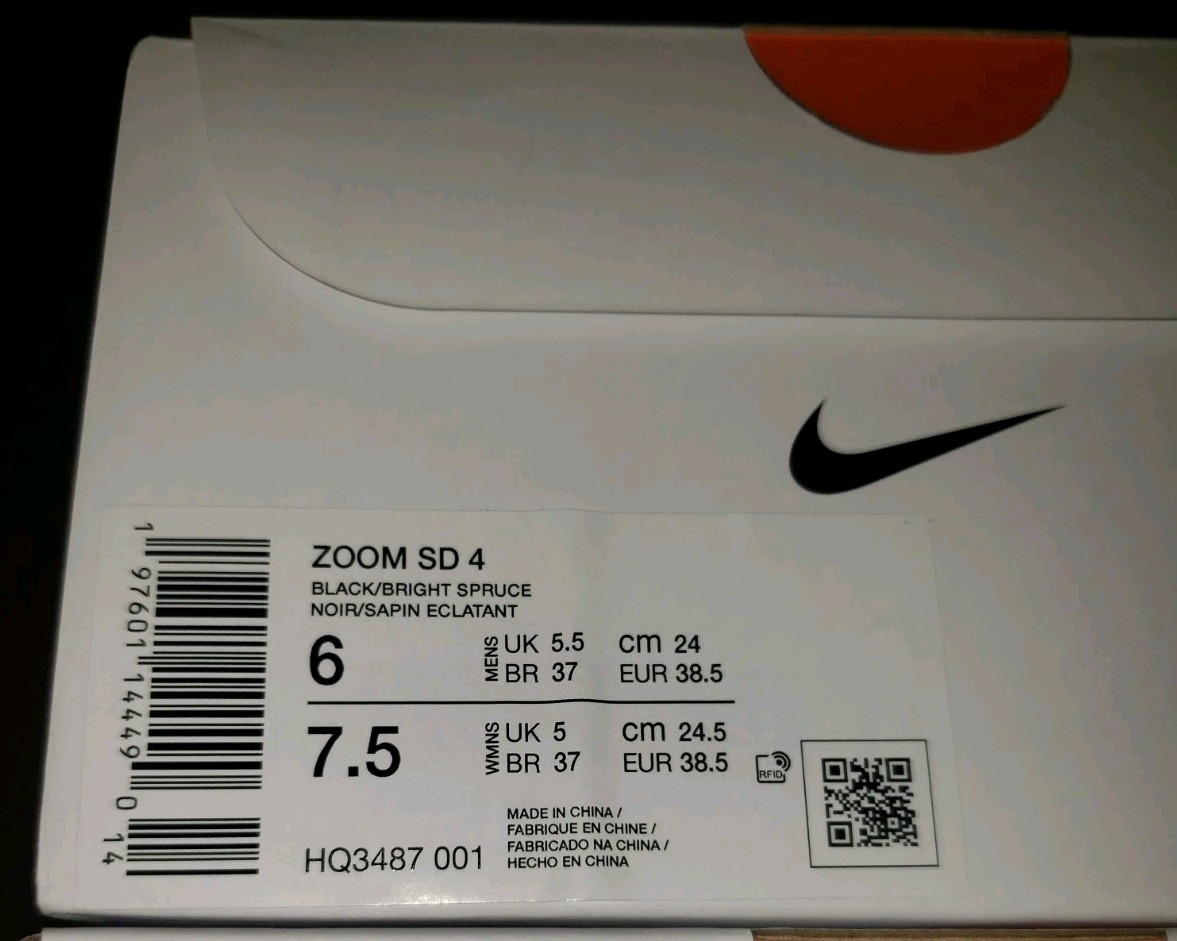 ZOOM SD 4
BLACK/BRIGHT SPRUCE
NOIR/SAPIN ECLATANT
6 MENS UK 5.5 cm 24
BR 37 EUR 38.5
7.5 WMNS UK 5 cm 24.5
BR 37 EUR 38.5
RFID
MADE IN CHINA /
FABRIQUE EN CHINE /
FABRICADO NA CHINA /
HECHO EN CHINA
HQ3487 001
1 97601 14449 0 14